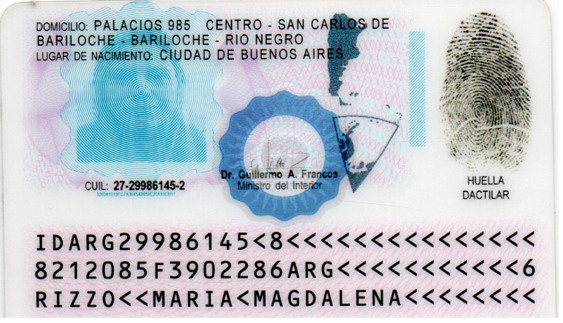 DOMICILIO: PALACIOS 985 CENTRO - SAN CARLOS DE
BARILOCHE - BARILOCHE - RIO NEGRO
LUGAR DE NACIMIENTO: CIUDAD DE BUENOS AIRES
CUIL: 27-29986145-2
Dr. Guillermo A. Francos
Ministro del Interior
HUELLA
DACTILAR
IDARG29986145<8<<<<<<<<<<<<<<<
8212085F3902286ARG<<<<<<<<<<<6
RIZZO<<MARIA<MAGDALENA<<<<<<<<